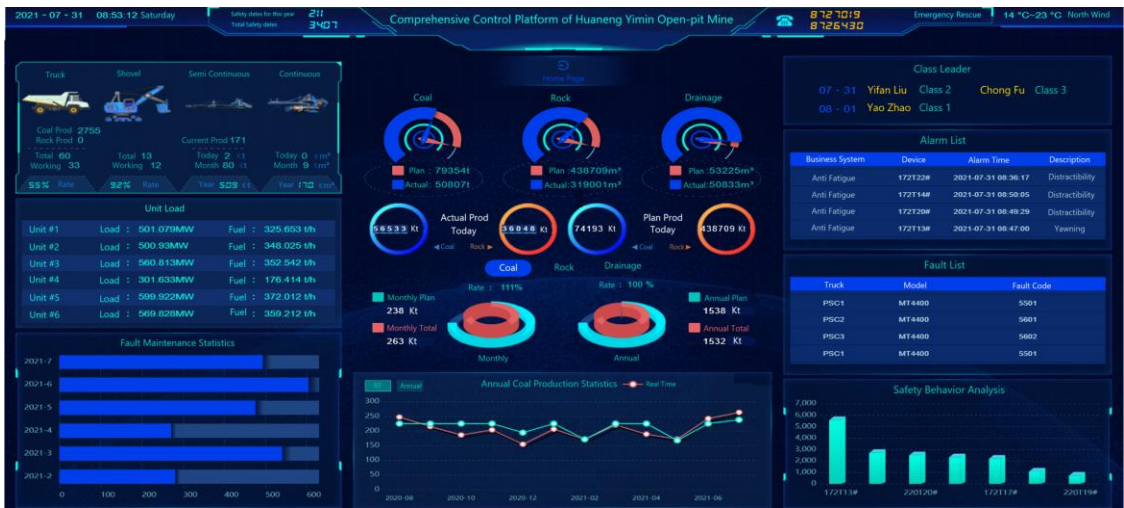 2021 - 07 - 31 08:53:12 Saturday
Safety dates for this year 211
Total Safety dates 3407
Comprehensive Control Platform of Huaneng Yimin Open-pit Mine
8727019
8726430
Emergency Rescue
14 °C~23 °C North Wind
Truck Shovel Semi Continuous Continuous
Coal Prod 2755
Rock Prod 0
Current Prod 171
Total 60 Total 13 Today 2 Kt Today 0
Working 33 Working 12 Month 80 Kt Month 9
55% Rate 92% Rate Year 509 Kt Year 170
Unit Load
Unit #1 Load : 501.079MW Fuel : 325.653 t/h
Unit #2 Load : 500.93MW Fuel : 348.025 t/h
Unit #3 Load : 560.813MW Fuel : 352.542 t/h
Unit #4 Load : 301.633MW Fuel : 176.414 t/h
Unit #5 Load : 599.922MW Fuel : 372.012 t/h
Unit #6 Load : 569.828MW Fuel : 359.212 t/h
Fault Maintenance Statistics
2021-7
2021-6
2021-5
2021-4
2021-3
2021-2
0 100 200 300 400 500 600
Home Page
Coal Rock Drainage
Plan : 79354t Plan :438709m³ Plan :53225m³
Actual: 50807t Actual:319001m³ Actual:50833m³
56533 Kt
Actual Prod Today
36048 Kt
74193 Kt
Plan Prod Today
438709 Kt
◄ Coal Rock ► ◄ Coal Rock ►
Coal Rock Drainage
Rate : 111% Rate : 100 %
Monthly Plan
238 Kt
Monthly Total
263 Kt
Annual Plan
1538 Kt
Annual Total
1532 Kt
Monthly Annual
Annual
Annual Coal Production Statistics Real Time
300
250
200
150
100
50
0
2020-08 2020-10 2020-12 2021-02 2021-04 2021-06
Class Leader
07 - 31 Yifan Liu Class 2 Chong Fu Class 3
08 - 01 Yao Zhao Class 1
Alarm List
Business System Device Alarm Time Description
Anti Fatigue 172T22# 2021-07-31 08:36:17 Distractibility
Anti Fatigue 172T14# 2021-07-31 08:50:05 Distractibility
Anti Fatigue 172T20# 2021-07-31 08:49:29 Distractibility
Anti Fatigue 172T13# 2021-07-31 08:47:00 Yawning
Fault List
Truck Model Fault Code
PSC1 MT4400 5501
PSC2 MT4400 5601
PSC3 MT4400 5602
PSC1 MT4400 5501
Safety Behavior Analysis
7,000
6,000
5,000
4,000
3,000
2,000
1,000
0
172T13# 220T20# 172T17# 220T19#